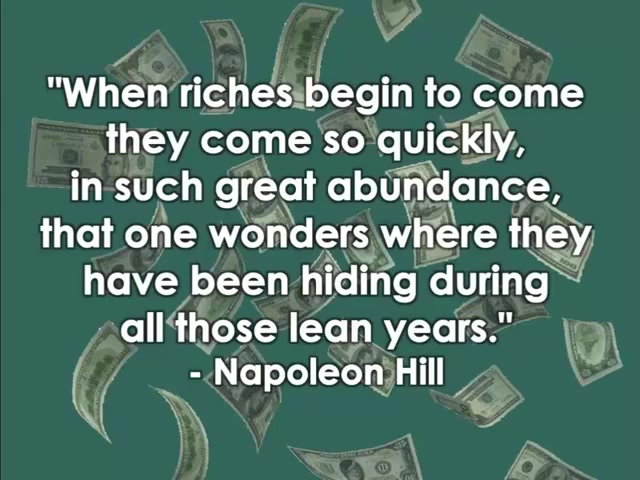 "When riches begin to come
they come so quickly,
in such great abundance,
that one wonders where they
have been hiding during
all those lean years."
- Napoleon Hill